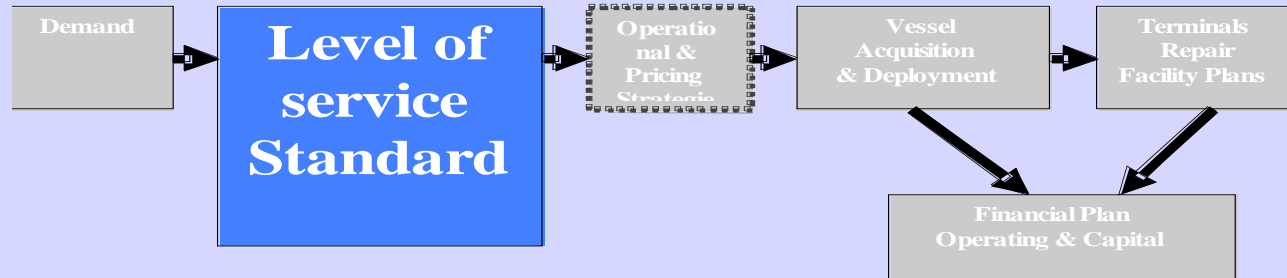 Demand
Level of
service
Standard
Operatio
nal &
Pricing
Strategie
Vessel
Acquisition
& Deployment
Terminals
Repair
Facility Plans
Financial Plan
Operating & Capital